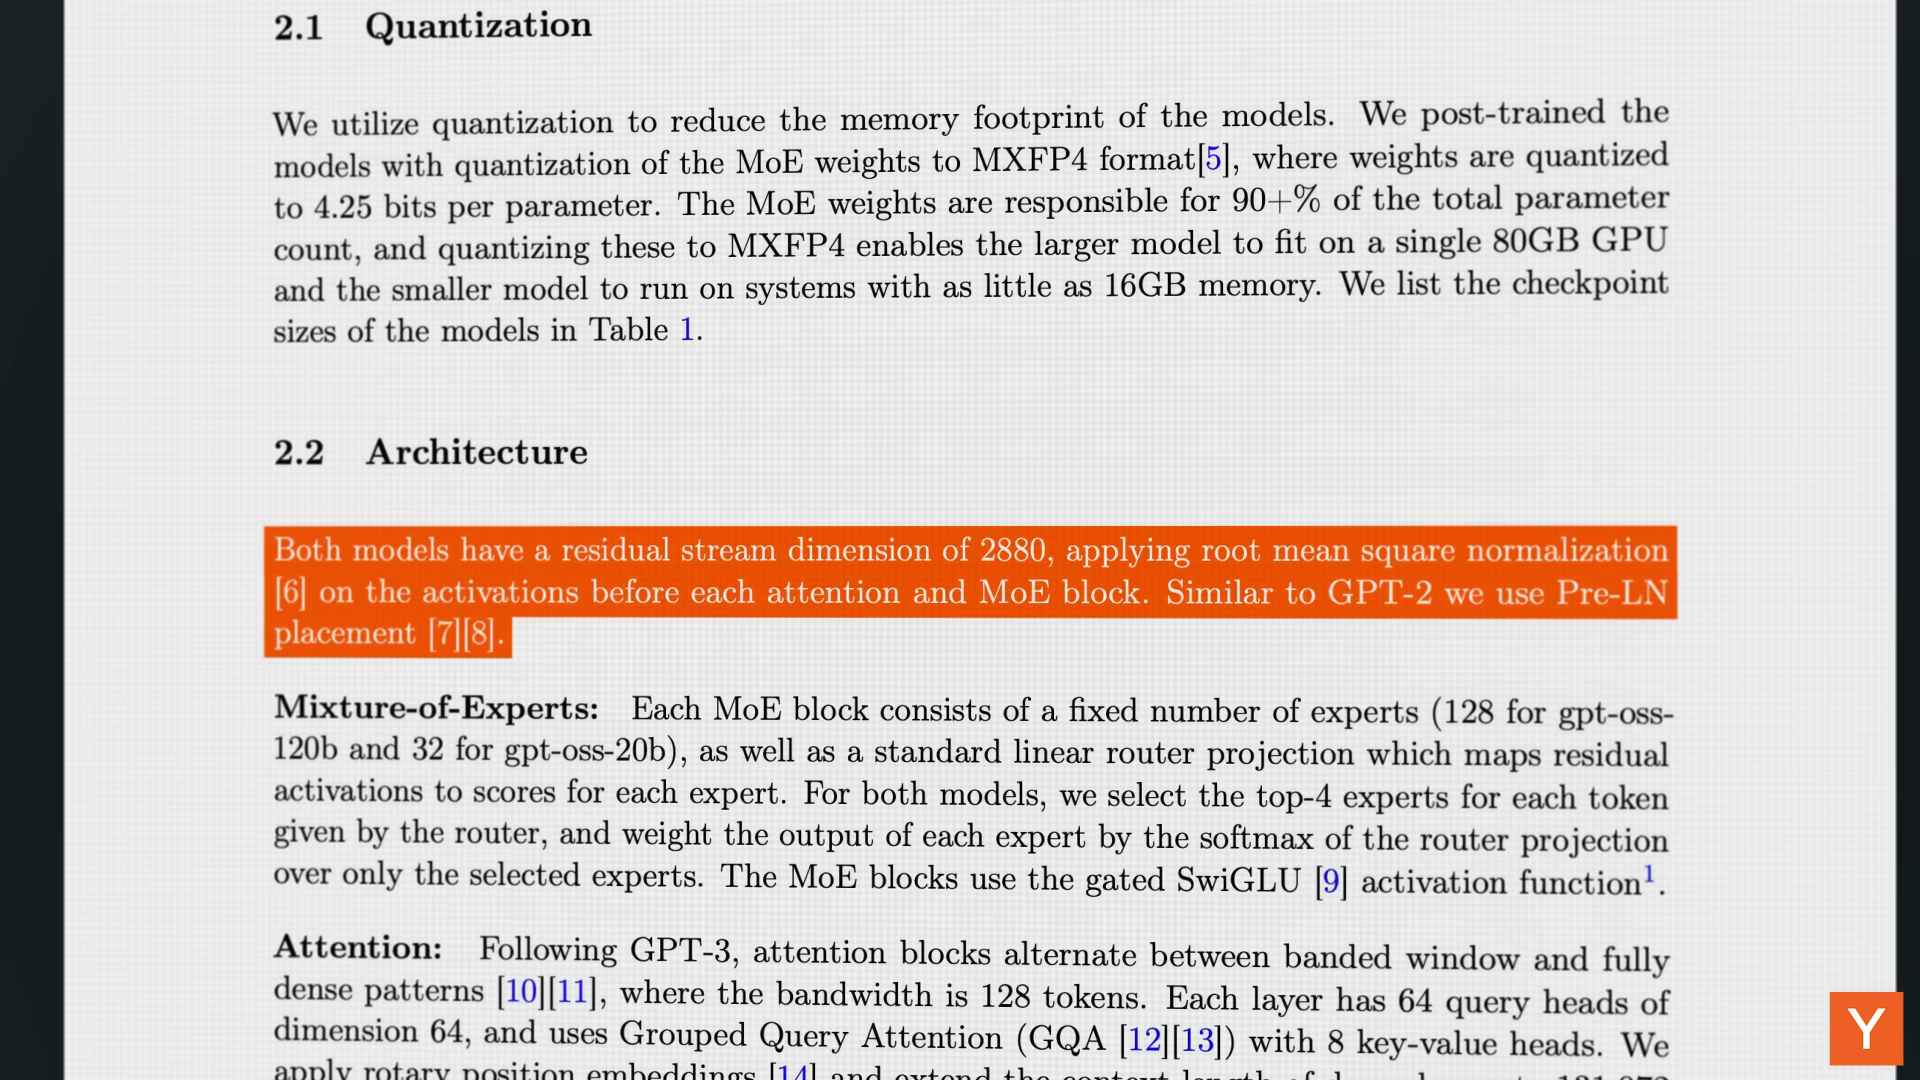 2.1 Quantization
We utilize quantization to reduce the memory footprint of the models. We post-trained the
models with quantization of the MoE weights to MXFP4 format[5], where weights are quantized
to 4.25 bits per parameter. The MoE weights are responsible for 90+% of the total parameter
count, and quantizing these to MXFP4 enables the larger model to fit on a single 80GB GPU
and the smaller model to run on systems with as little as 16GB memory. We list the checkpoint
sizes of the models in Table 1.
2.2 Architecture
Both models have a residual stream dimension of 2880, applying root mean square normalization
[6] on the activations before each attention and MoE block. Similar to GPT-2 we use Pre-LN
placement [7][8].
Mixture-of-Experts: Each MoE block consists of a fixed number of experts (128 for gpt-oss-
120b and 32 for gpt-oss-20b), as well as a standard linear router projection which maps residual
activations to scores for each expert. For both models, we select the top-4 experts for each token
given by the router, and weight the output of each expert by the softmax of the router projection
over only the selected experts. The MoE blocks use the gated SwiGLU [9] activation function¹.
Attention: Following GPT-3, attention blocks alternate between banded window and fully
dense patterns [10][11], where the bandwidth is 128 tokens. Each layer has 64 query heads of
dimension 64, and uses Grouped Query Attention (GQA [12][13]) with 8 key-value heads. We
apply rotary position embeddings [14] and extend the context length of
Y